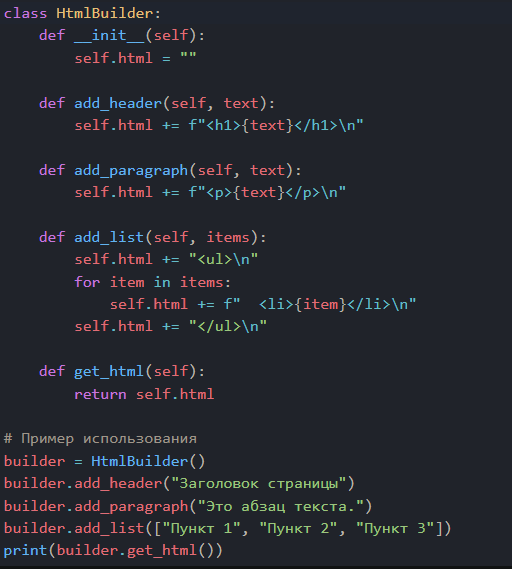 class HtmlBuilder:
    def __init__(self):
        self.html = ""

    def add_header(self, text):
        self.html += f"<h1>{text}</h1>\n"

    def add_paragraph(self, text):
        self.html += f"<p>{text}</p>\n"

    def add_list(self, items):
        self.html += "<ul>\n"
        for item in items:
            self.html += f"  <li>{item}</li>\n"
        self.html += "</ul>\n"

    def get_html(self):
        return self.html

# Пример использования
builder = HtmlBuilder()
builder.add_header("Заголовок страницы")
builder.add_paragraph("Это абзац текста.")
builder.add_list(["Пункт 1", "Пункт 2", "Пункт 3"])
print(builder.get_html())